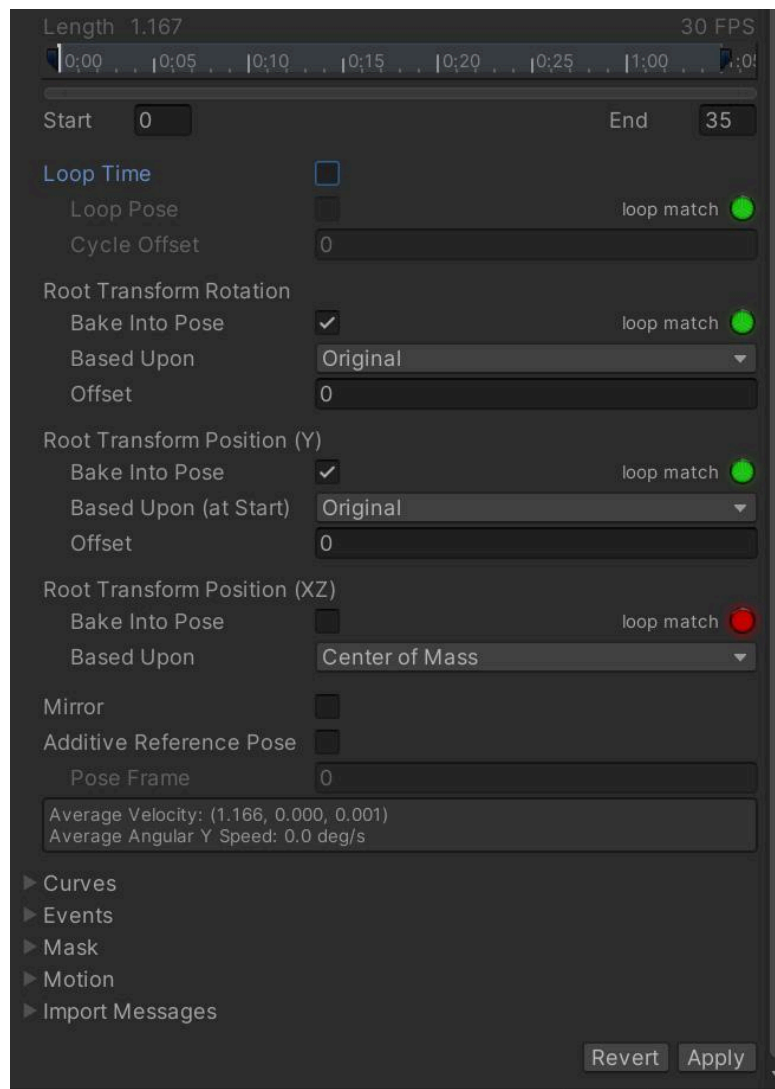 Length 1.167 30 FPS
0:00 0:05 0:10 0:15 0:20 0:25 1:00
Start 0 End 35
Loop Time
Loop Pose loop match
Cycle Offset 0
Root Transform Rotation
Bake Into Pose loop match
Based Upon Original
Offset 0
Root Transform Position (Y)
Bake Into Pose loop match
Based Upon (at Start) Original
Offset 0
Root Transform Position (XZ)
Bake Into Pose loop match
Based Upon Center of Mass
Mirror
Additive Reference Pose
Pose Frame 0
Average Velocity: (1.166, 0.000, 0.001)
Average Angular Y Speed: 0.0 deg/s
Curves
Events
Mask
Motion
Import Messages
Revert Apply